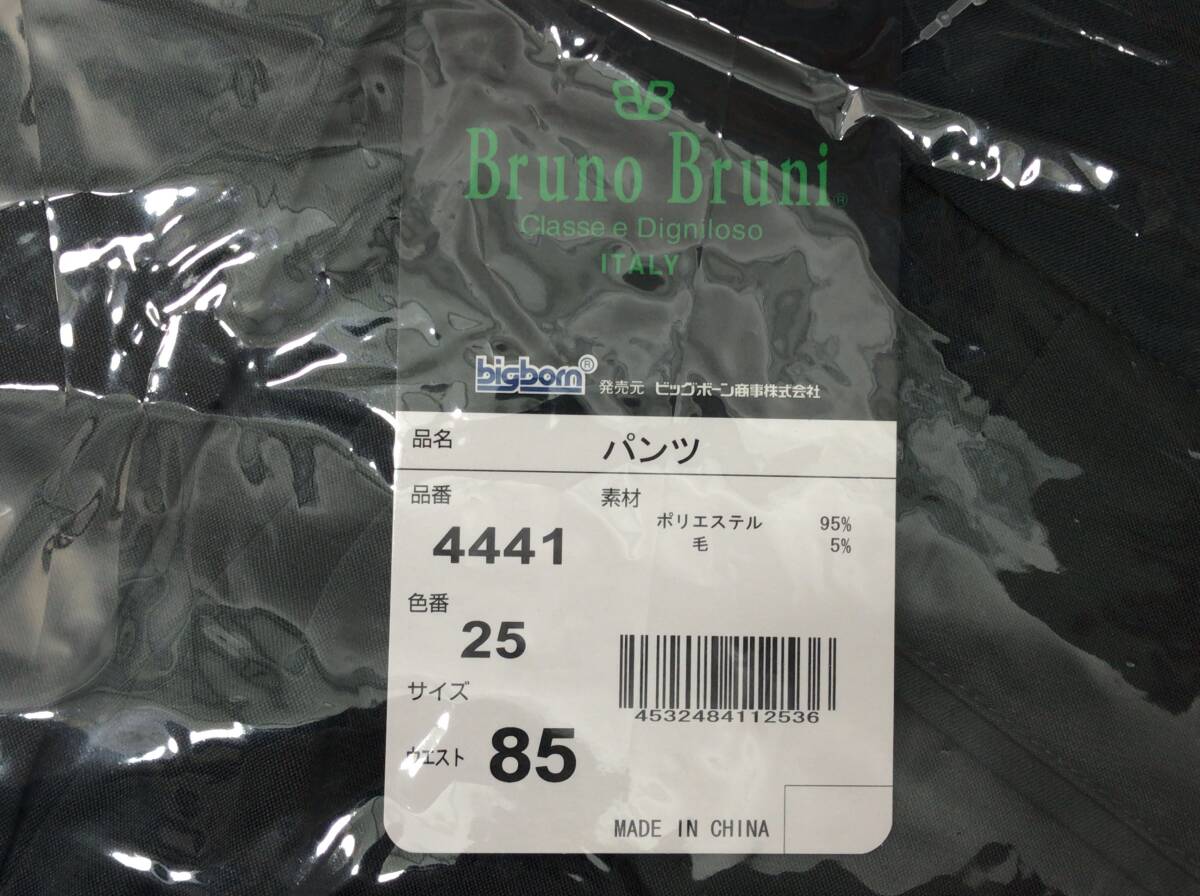 BB
Bruno Bruni®
Classe e Digniloso
ITALY
bigborn® 発売元 ビッグボーン商事株式会社
品名 パンツ
品番 素材
ポリエステル 95%
毛 5%
4441
色番
25
サイズ
ウエスト 85
4532484112536
MADE IN CHINA